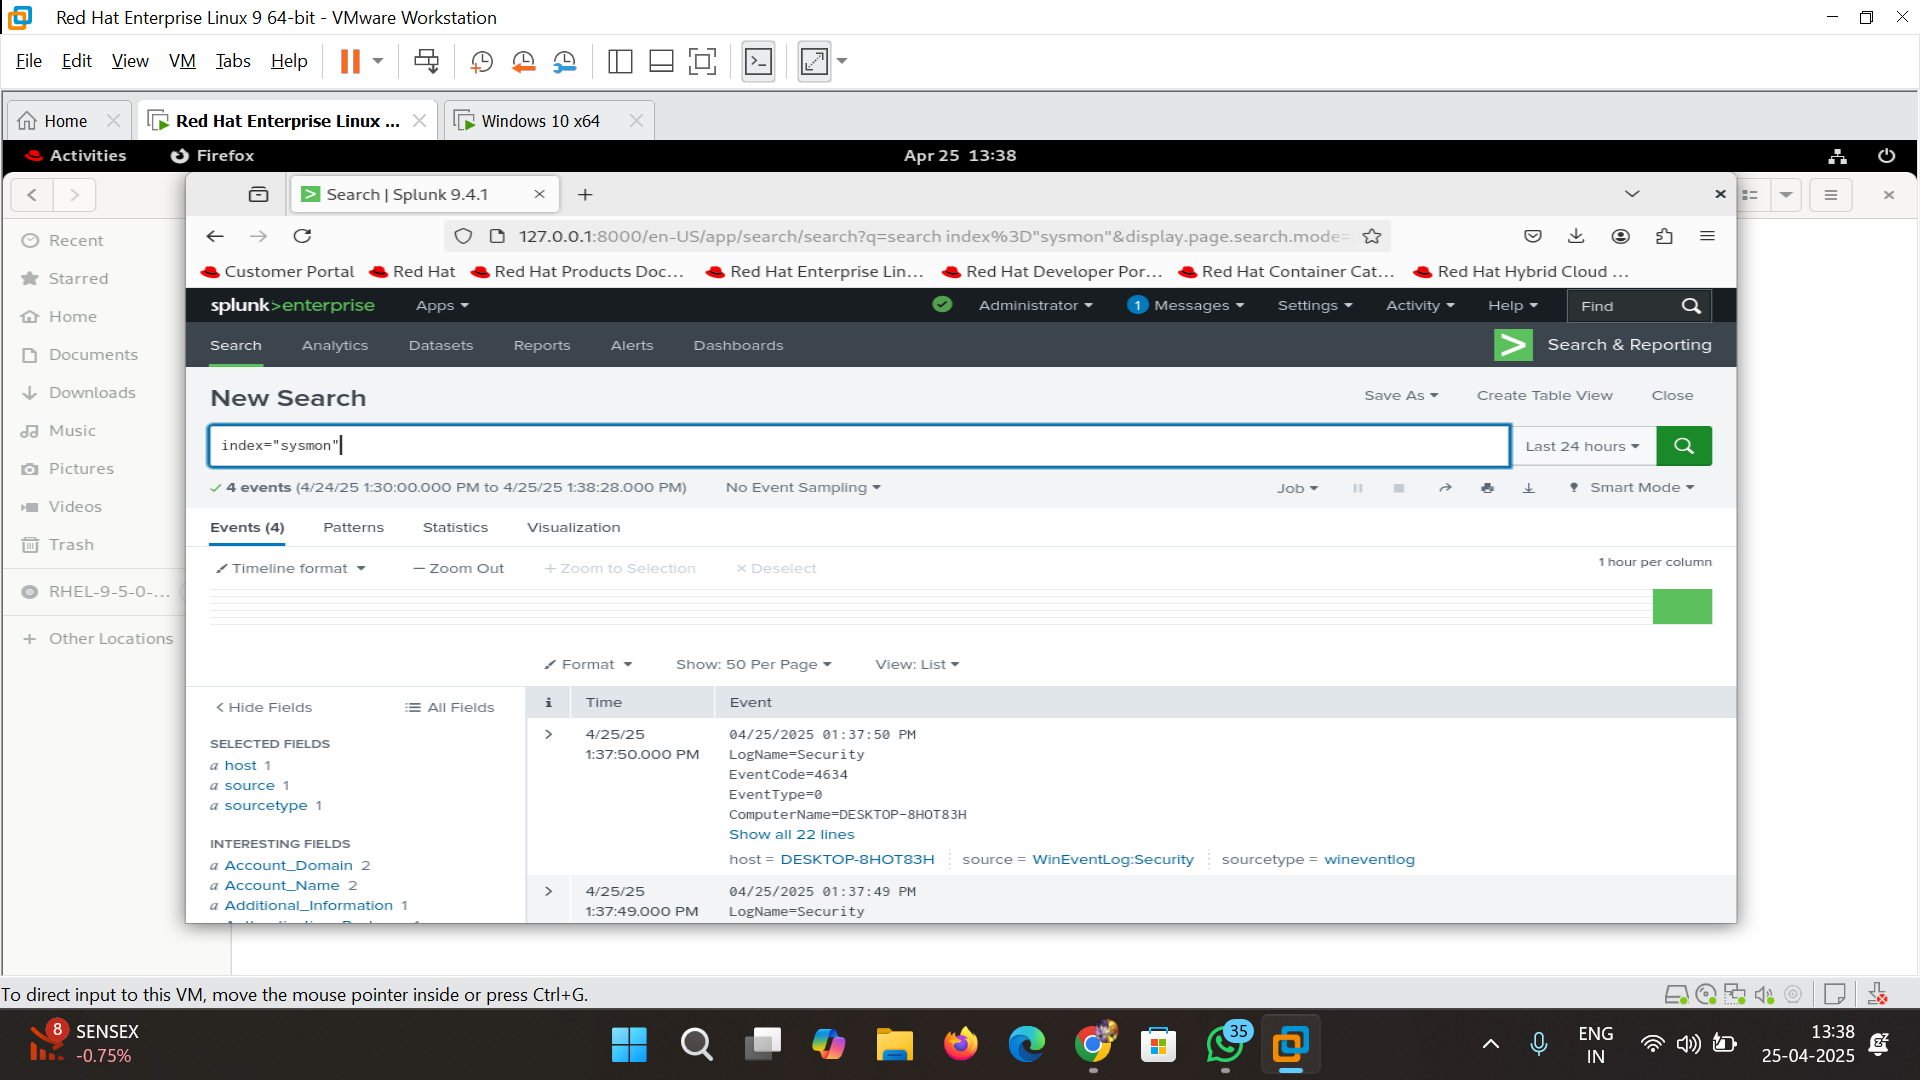 Red Hat Enterprise Linux 9 64-bit - VMware Workstation
File Edit View VM Tabs Help
Home
Red Hat Enterprise Linux ...
Windows 10 x64
Activities
Firefox
Apr 25 13:38
Search | Splunk 9.4.1
127.0.0.1:8000/en-US/app/search/search?q=search index%3D"sysmon"&display.page.search.mode=
Customer Portal
Red Hat
Red Hat Products Doc...
Red Hat Enterprise Lin...
Red Hat Developer Por...
Red Hat Container Cat...
Red Hat Hybrid Cloud ...
Recent
Starred
Home
Documents
Downloads
Music
Pictures
Videos
Trash
RHEL-9-5-0-...
Other Locations
splunk>enterprise
Apps
Administrator
1 Messages
Settings
Activity
Help
Find
Search
Analytics
Datasets
Reports
Alerts
Dashboards
Search & Reporting
New Search
Save As
Create Table View
Close
index="sysmon"
Last 24 hours
4 events (4/24/25 1:30:00.000 PM to 4/25/25 1:38:28.000 PM)
No Event Sampling
Job
Smart Mode
Events (4)
Patterns
Statistics
Visualization
Timeline format
Zoom Out
Zoom to Selection
Deselect
1 hour per column
Format
Show: 50 Per Page
View: List
Hide Fields
All Fields
SELECTED FIELDS
a host 1
a source 1
a sourcetype 1
INTERESTING FIELDS
a Account_Domain 2
a Account_Name 2
a Additional_Information 1
i
Time
Event
4/25/25
1:37:50.000 PM
04/25/2025 01:37:50 PM
LogName=Security
EventCode=4634
EventType=0
ComputerName=DESKTOP-8HOT83H
Show all 22 lines
host = DESKTOP-8HOT83H
source = WinEventLog:Security
sourcetype = wineventlog
4/25/25
1:37:49.000 PM
04/25/2025 01:37:49 PM
LogName=Security
To direct input to this VM, move the mouse pointer inside or press Ctrl+G.
8
SENSEX
-0.75%
35
ENG
IN
13:38
25-04-2025